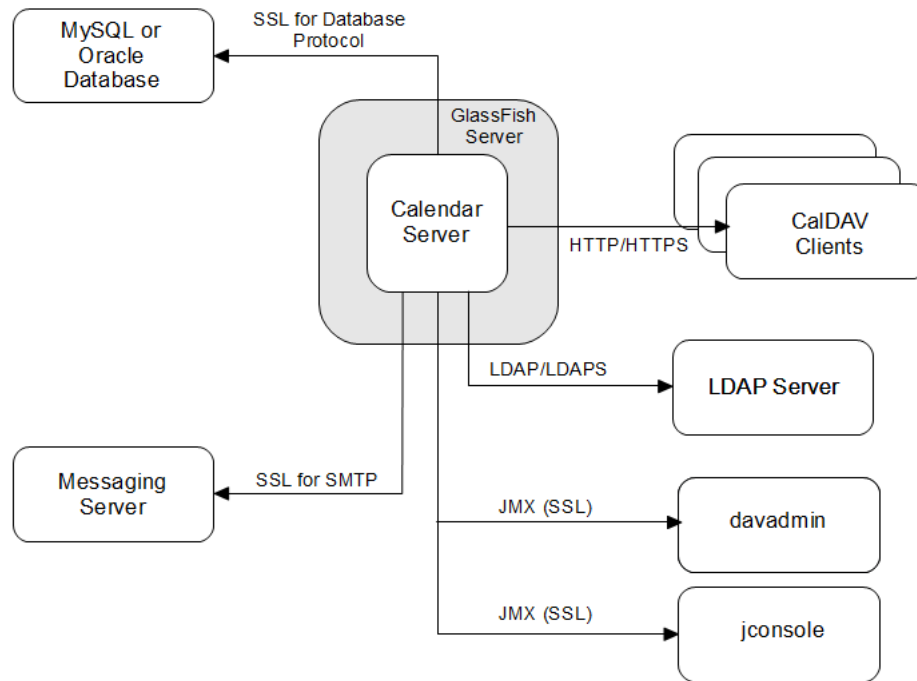 MySQL or
Oracle
Database
SSL for Database
Protocol
GlassFish
Server
Calendar
Server
HTTP/HTTPS
CalDAV
Clients
LDAP/LDAPS
LDAP Server
Messaging
Server
SSL for SMTP
JMX (SSL)
davadmin
JMX (SSL)
jconsole